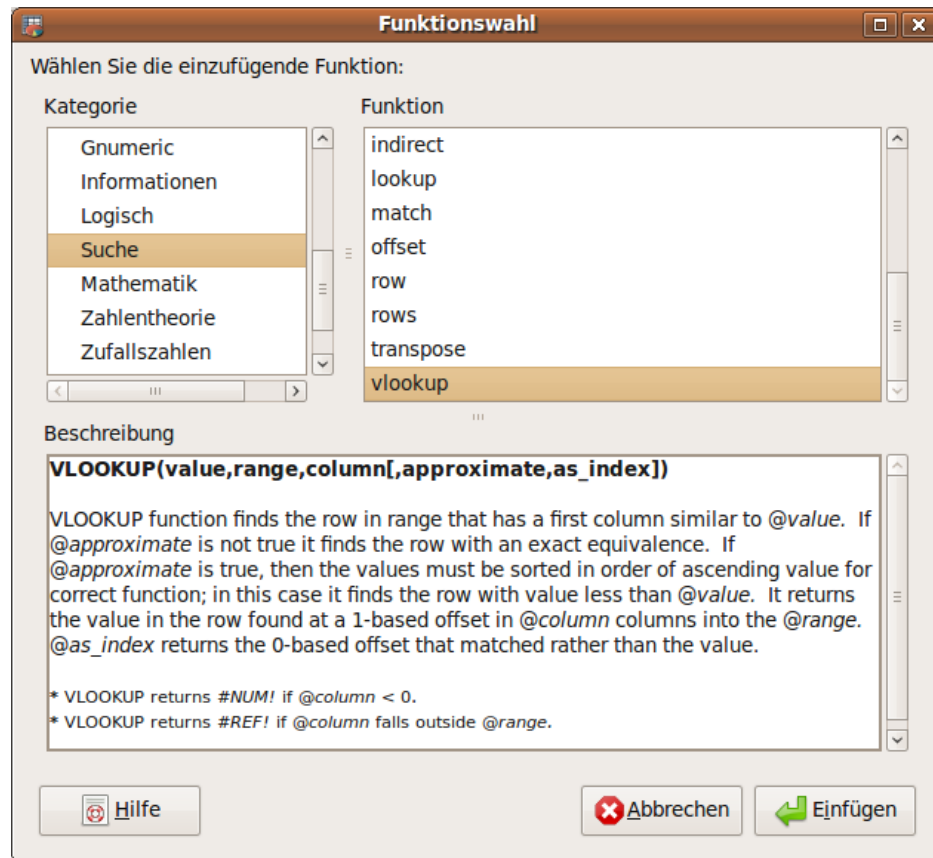 Funktionswahl
Wählen Sie die einzufügende Funktion:
Kategorie
Gnumeric
Informationen
Logisch
Suche
Mathematik
Zahlentheorie
Zufallszahlen
Funktion
indirect
lookup
match
offset
row
rows
transpose
vlookup
Beschreibung
VLOOKUP(value,range,column[,approximate,as_index])
VLOOKUP function finds the row in range that has a first column similar to @value. If
@approximate is not true it finds the row with an exact equivalence. If
@approximate is true, then the values must be sorted in order of ascending value for
correct function; in this case it finds the row with value less than @value. It returns
the value in the row found at a 1-based offset in @column columns into the @range.
@as_index returns the 0-based offset that matched rather than the value.
* VLOOKUP returns #NUM! if @column < 0.
* VLOOKUP returns #REF! if @column falls outside @range.
Hilfe
Abbrechen
Einfügen